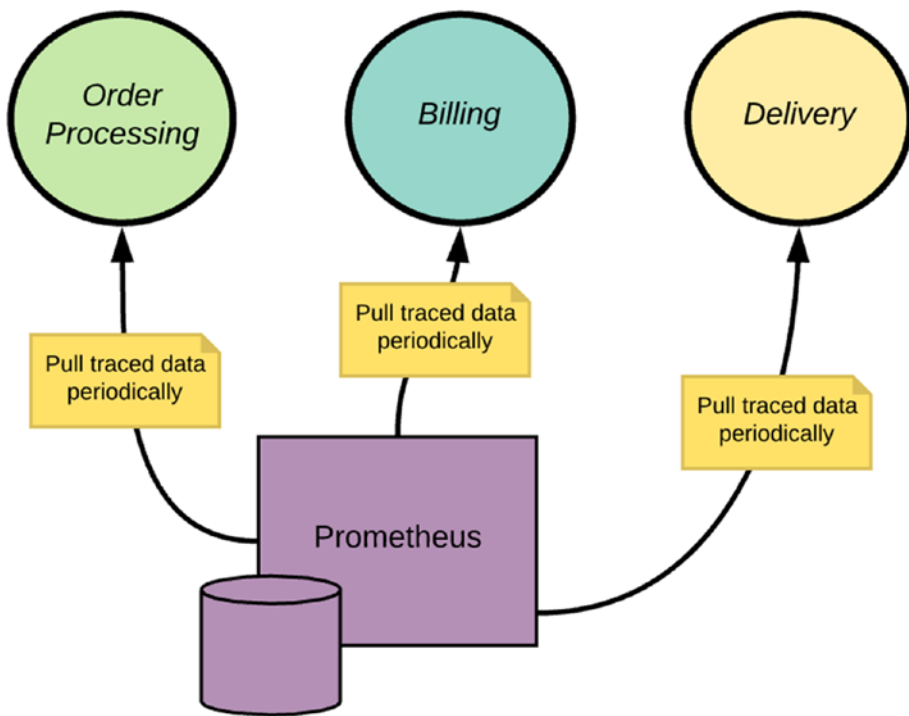 Order
Processing
Billing
Delivery
Pull traced data
periodically
Pull traced data
periodically
Pull traced data
periodically
Prometheus